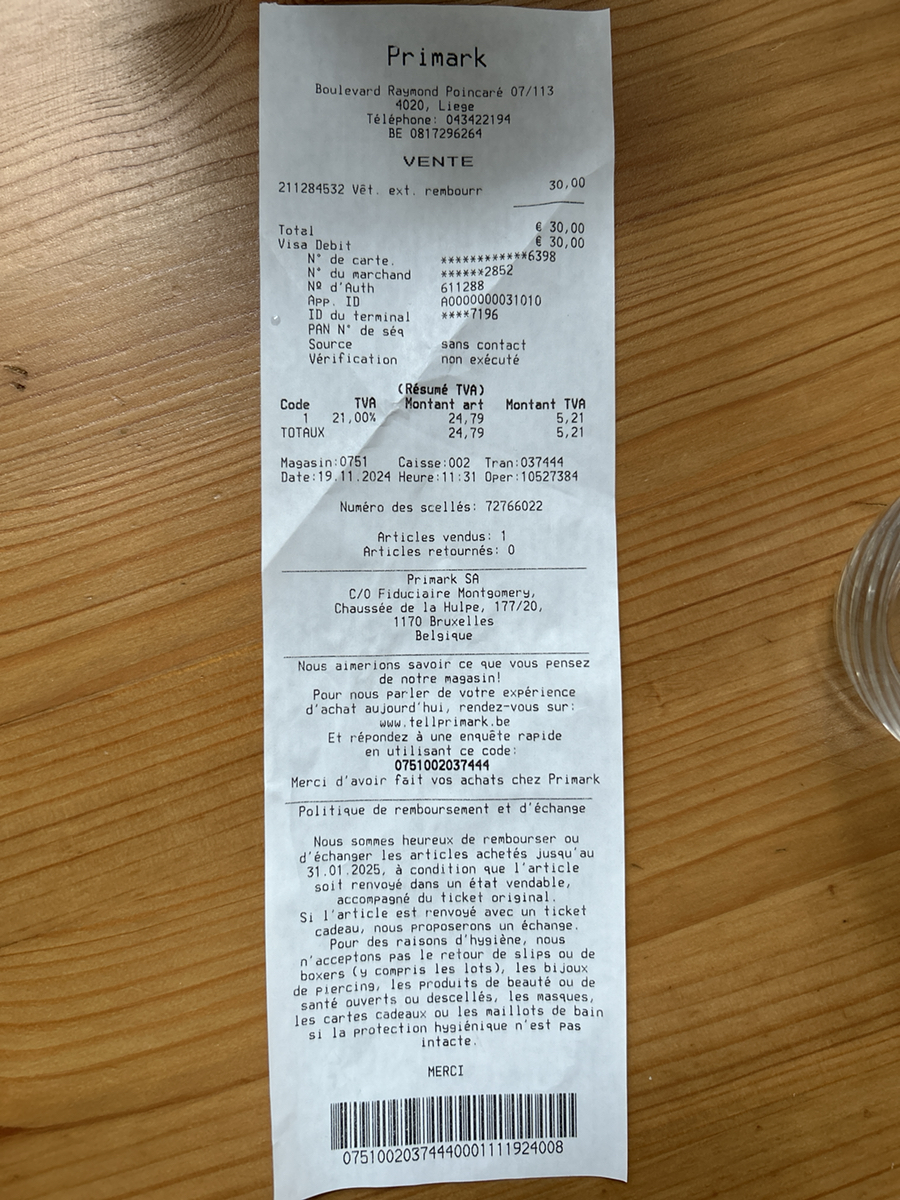 Primark
Boulevard Raymond Poincaré 07/113
4020, Liege
Téléphone: 043422194
BE 0817296264
VENTE
211284532 Vêt. ext. rembourr 30,00
Total € 30,00
Visa Debit € 30,00
N° de carte. ************6398
N° du marchand ******2852
Nº d'Auth 611288
App. ID A0000000031010
ID du terminal ****7196
PAN N° de séq
Source sans contact
Vérification non exécuté
(Résumé TVA)
Code TVA Montant art Montant TVA
1 21,00% 24,79 5,21
TOTAUX 24,79 5,21
Magasin:0751 Caisse:002 Tran:037444
Date:19.11.2024 Heure:11:31 Oper:10527384
Numéro des scellés: 72766022
Articles vendus: 1
Articles retournés: 0
Primark SA
C/O Fiduciaire Montgomery,
Chaussée de la Hulpe, 177/20,
1170 Bruxelles
Belgique
Nous aimerions savoir ce que vous pensez
de notre magasin!
Pour nous parler de votre expérience
d'achat aujourd'hui, rendez-vous sur:
www.tellprimark.be
Et répondez à une enquête rapide
en utilisant ce code:
0751002037444
Merci d'avoir fait vos achats chez Primark
Politique de remboursement et d'échange
Nous sommes heureux de rembourser ou
d'échanger les articles achetés jusqu'au
31.01.2025, à condition que l'article
soit renvoyé dans un état vendable,
accompagné du ticket original.
Si l'article est renvoyé avec un ticket
cadeau, nous proposerons un échange.
Pour des raisons d'hygiène, nous
n'acceptons pas le retour de slips ou de
boxers (y compris les lots), les bijoux
de piercing, les produits de beauté ou de
santé ouverts ou descellés, les masques,
les cartes cadeaux ou les maillots de bain
si la protection hygiénique n'est pas
intacte.
MERCI
07510020374440001111924008